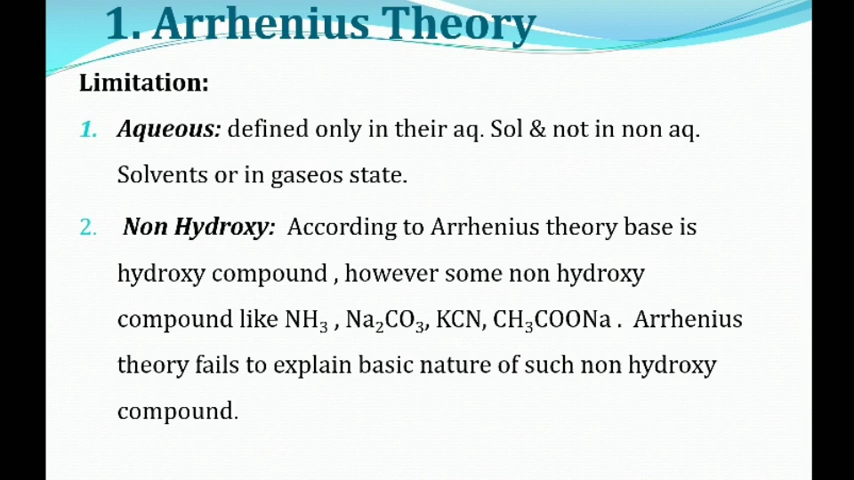 1. Arrhenius Theory
Limitation:
1. Aqueous: defined only in their aq. Sol & not in non aq.
Solvents or in gaseos state.
2. Non Hydroxy: According to Arrhenius theory base is
hydroxy compound , however some non hydroxy
compound like NH₃ , Na₂CO₃, KCN, CH₃COONa . Arrhenius
theory fails to explain basic nature of such non hydroxy
compound.